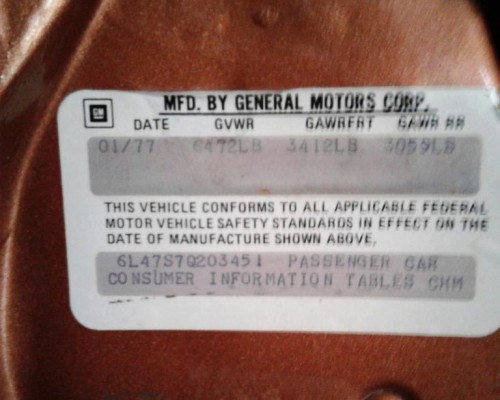 GM
MFD. BY GENERAL MOTORS CORP.
DATE GVWR GAWRFRT GAWR RR
01/77 6472LB 3412LB 3059LB
THIS VEHICLE CONFORMS TO ALL APPLICABLE FEDERAL
MOTOR VEHICLE SAFETY STANDARDS IN EFFECT ON THE
DATE OF MANUFACTURE SHOWN ABOVE,
6L47S7Q203451 PASSENGER CAR
CONSUMER INFORMATION TABLES CHM